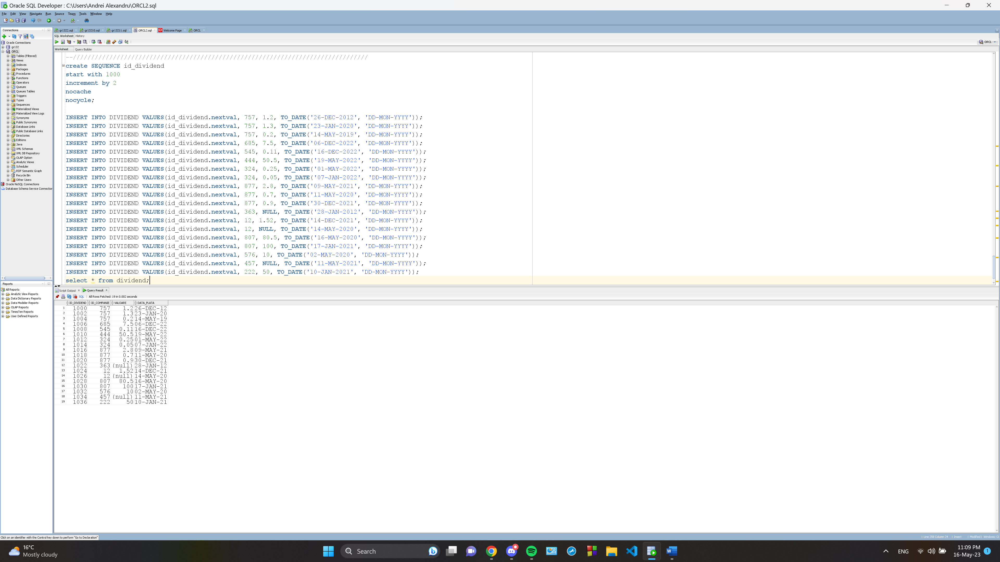 Oracle SQL Developer : C:\Users\Andrei Alexandru\ORCL2.sql
File Edit View Navigate Run Source Team Tools Window Help
Connections
gr1322.sql gr13210.sql gr13211.sql ORCL2.sql Welcome Page ORCL
SQL Worksheet History
ORCL
Worksheet Query Builder
Oracle Connections
gr132
ORCL
Tables (Filtered)
Views
Indexes
Packages
Procedures
Functions
Operators
Queues
Queues Tables
Triggers
Types
Sequences
Materialized Views
Materialized View Logs
Synonyms
Public Synonyms
Database Links
Public Database Links
Directories
Editions
Java
XML Schemas
XML DB Repository
OLAP Option
Analytic Views
Scheduler
RDF Semantic Graph
Recycle Bin
Other Users
Oracle NoSQL Connections
Database Schema Service Connection
--/////////////////////////////////////////////////////////////////////////////////
create SEQUENCE id_dividend
start with 1000
increment by 2
nocache
nocycle;
INSERT INTO DIVIDEND VALUES(id_dividend.nextval, 757, 1.2, TO_DATE('26-DEC-2012', 'DD-MON-YYYY'));
INSERT INTO DIVIDEND VALUES(id_dividend.nextval, 757, 1.3, TO_DATE('23-JAN-2020', 'DD-MON-YYYY'));
INSERT INTO DIVIDEND VALUES(id_dividend.nextval, 757, 0.2, TO_DATE('14-MAY-2019', 'DD-MON-YYYY'));
INSERT INTO DIVIDEND VALUES(id_dividend.nextval, 685, 7.5, TO_DATE('06-DEC-2022', 'DD-MON-YYYY'));
INSERT INTO DIVIDEND VALUES(id_dividend.nextval, 545, 0.11, TO_DATE('16-DEC-2022', 'DD-MON-YYYY'));
INSERT INTO DIVIDEND VALUES(id_dividend.nextval, 444, 50.5, TO_DATE('19-MAY-2022', 'DD-MON-YYYY'));
INSERT INTO DIVIDEND VALUES(id_dividend.nextval, 324, 0.25, TO_DATE('01-MAY-2022', 'DD-MON-YYYY'));
INSERT INTO DIVIDEND VALUES(id_dividend.nextval, 324, 0.05, TO_DATE('07-JAN-2022', 'DD-MON-YYYY'));
INSERT INTO DIVIDEND VALUES(id_dividend.nextval, 877, 2.8, TO_DATE('09-MAY-2021', 'DD-MON-YYYY'));
INSERT INTO DIVIDEND VALUES(id_dividend.nextval, 877, 0.7, TO_DATE('11-MAY-2020', 'DD-MON-YYYY'));
INSERT INTO DIVIDEND VALUES(id_dividend.nextval, 877, 0.9, TO_DATE('30-DEC-2021', 'DD-MON-YYYY'));
INSERT INTO DIVIDEND VALUES(id_dividend.nextval, 363, NULL, TO_DATE('28-JAN-2012', 'DD-MON-YYYY'));
INSERT INTO DIVIDEND VALUES(id_dividend.nextval, 12, 1.52, TO_DATE('14-DEC-2021', 'DD-MON-YYYY'));
INSERT INTO DIVIDEND VALUES(id_dividend.nextval, 12, NULL, TO_DATE('14-MAY-2020', 'DD-MON-YYYY'));
INSERT INTO DIVIDEND VALUES(id_dividend.nextval, 807, 80.5, TO_DATE('16-MAY-2020', 'DD-MON-YYYY'));
INSERT INTO DIVIDEND VALUES(id_dividend.nextval, 807, 100, TO_DATE('17-JAN-2021', 'DD-MON-YYYY'));
INSERT INTO DIVIDEND VALUES(id_dividend.nextval, 576, 10, TO_DATE('02-MAY-2020', 'DD-MON-YYYY'));
INSERT INTO DIVIDEND VALUES(id_dividend.nextval, 457, NULL, TO_DATE('11-MAY-2021', 'DD-MON-YYYY'));
INSERT INTO DIVIDEND VALUES(id_dividend.nextval, 222, 50, TO_DATE('10-JAN-2021', 'DD-MON-YYYY'));
select * from dividend;
Reports
All Reports
Analytic View Reports
Data Dictionary Reports
Data Modeler Reports
OLAP Reports
TimesTen Reports
User Defined Reports
Script Output Query Result
SQL All Rows Fetched: 19 in 0.002 seconds
ID_DIVIDEND ID_COMPANIE VALOARE DATA_PLATA
1 1000 757 1.2 26-DEC-12
2 1002 757 1.3 23-JAN-20
3 1004 757 0.2 14-MAY-19
4 1006 685 7.5 06-DEC-22
5 1008 545 0.11 16-DEC-22
6 1010 444 50.5 19-MAY-22
7 1012 324 0.25 01-MAY-22
8 1014 324 0.05 07-JAN-22
9 1016 877 2.8 09-MAY-21
10 1018 877 0.7 11-MAY-20
11 1020 877 0.9 30-DEC-21
12 1022 363 (null) 28-JAN-12
13 1024 12 1.52 14-DEC-21
14 1026 12 (null) 14-MAY-20
15 1028 807 80.5 16-MAY-20
16 1030 807 100 17-JAN-21
17 1032 576 10 02-MAY-20
18 1034 457 (null) 11-MAY-21
19 1036 222 50 10-JAN-21
Click on an identifier with the Control key down to perform "Go to Declaration"
Line 258 Column 24 Insert Modified Windows: C
16°C
Mostly cloudy
Search
ENG
11:09 PM
16-May-23
1